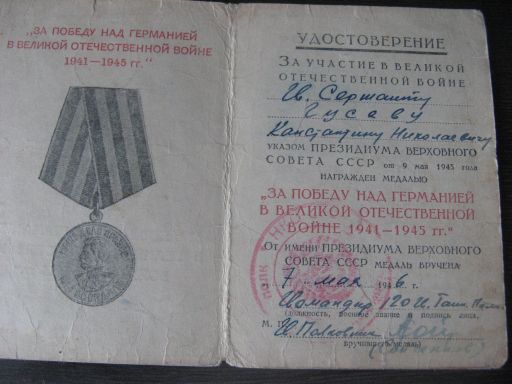 „ЗА ПОБЕДУ НАД ГЕРМАНИЕЙ
В ВЕЛИКОЙ ОТЕЧЕСТВЕННОЙ ВОЙНЕ
1941—1945 гг.“
УДОСТОВЕРЕНИЕ
ЗА УЧАСТИЕ В ВЕЛИКОЙ
ОТЕЧЕСТВЕННОЙ ВОЙНЕ
Гв. Сержанту
Гусеву
Константину Николаевичу
указом ПРЕЗИДИУМА ВЕРХОВНОГО
СОВЕТА СССР от 9 мая 1945 года
НАГРАЖДЕН МЕДАЛЬЮ
„ЗА ПОБЕДУ НАД ГЕРМАНИЕЙ
В ВЕЛИКОЙ ОТЕЧЕСТВЕННОЙ
ВОЙНЕ 1941—1945 гг.“
От имени ПРЕЗИДИУМА ВЕРХОВНОГО
СОВЕТА СССР МЕДАЛЬ ВРУЧЕНА
7 мая 1946 г.
Командир 120
(должность, военное звание и подпись лица,
М. П. Полковник
вручившего медаль)